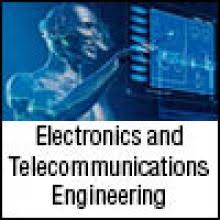 Electronics and
Telecommunications
Engineering